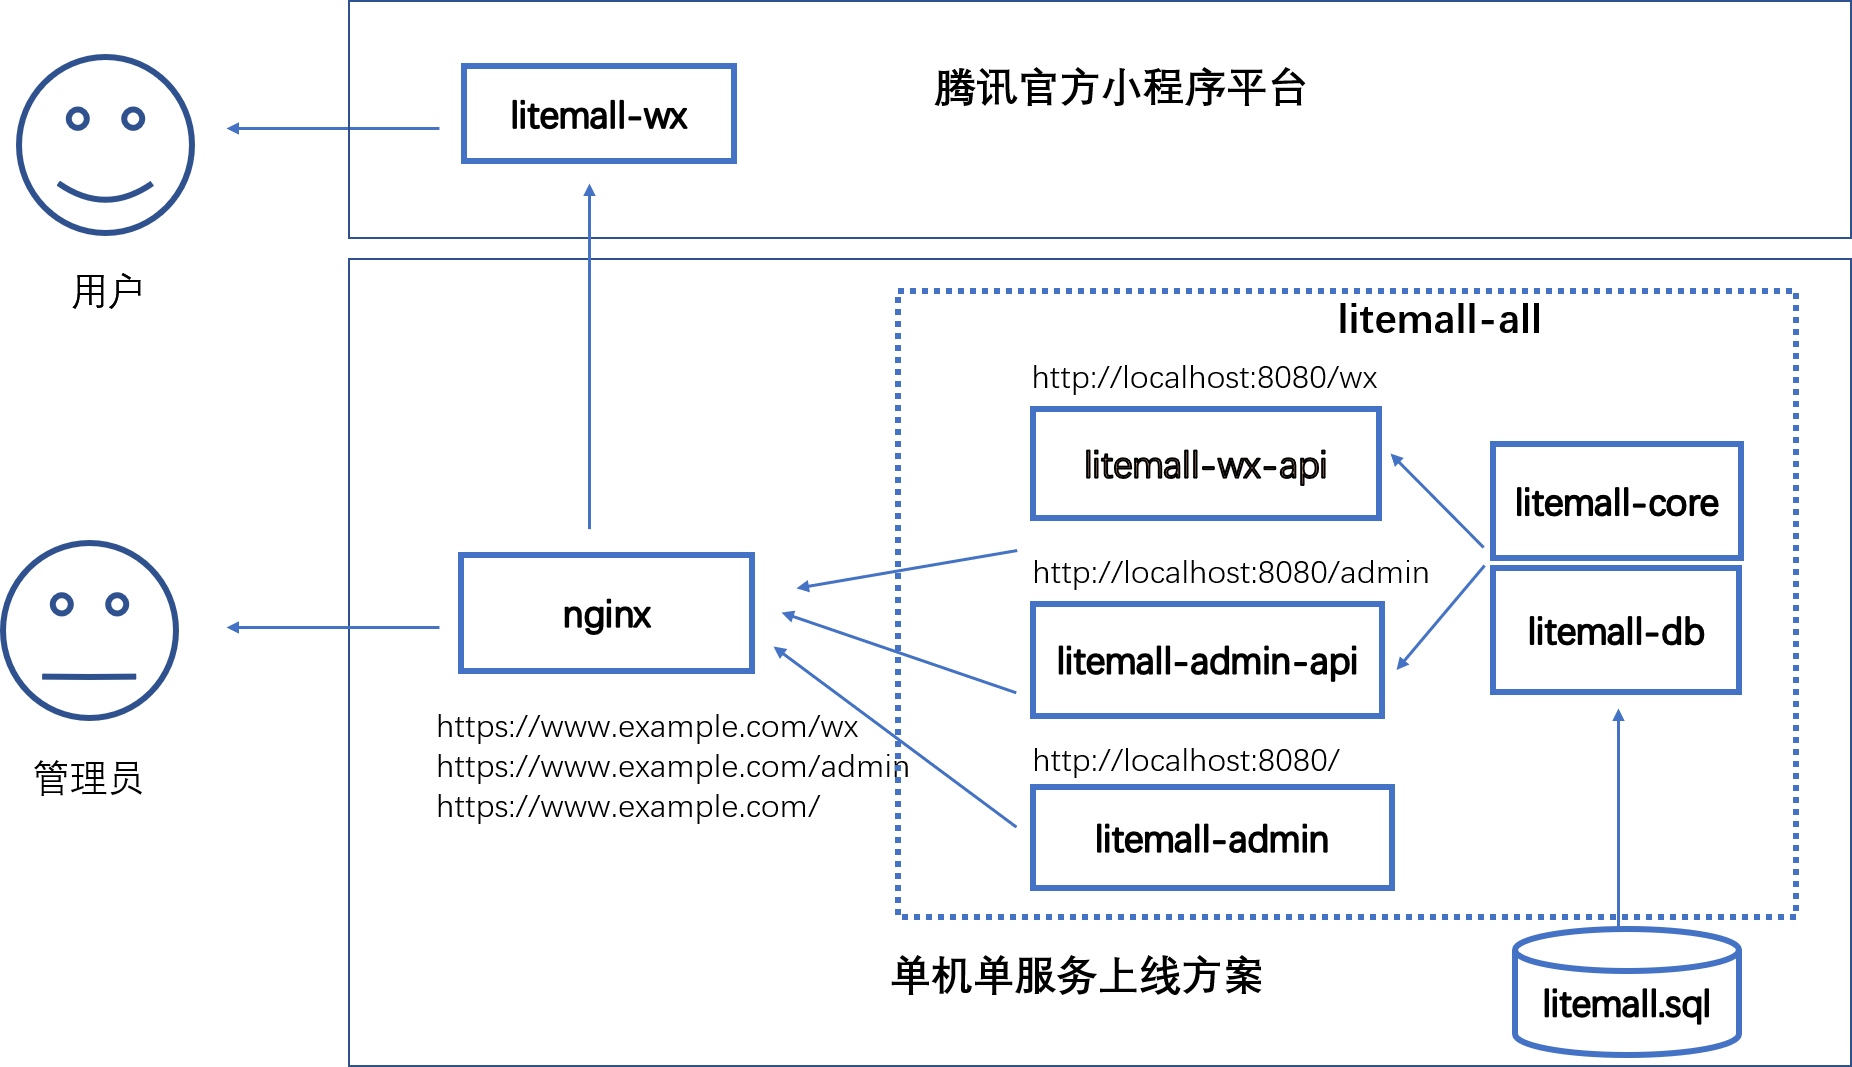 腾讯官方小程序平台
litemall-wx
用户
litemall-all
http://localhost:8080/wx
litemall-wx-api
litemall-core
http://localhost:8080/admin
nginx
litemall-admin-api
litemall-db
https://www.example.com/wx
https://www.example.com/admin
https://www.example.com/
管理员
http://localhost:8080/
litemall-admin
单机单服务上线方案
litemall.sql